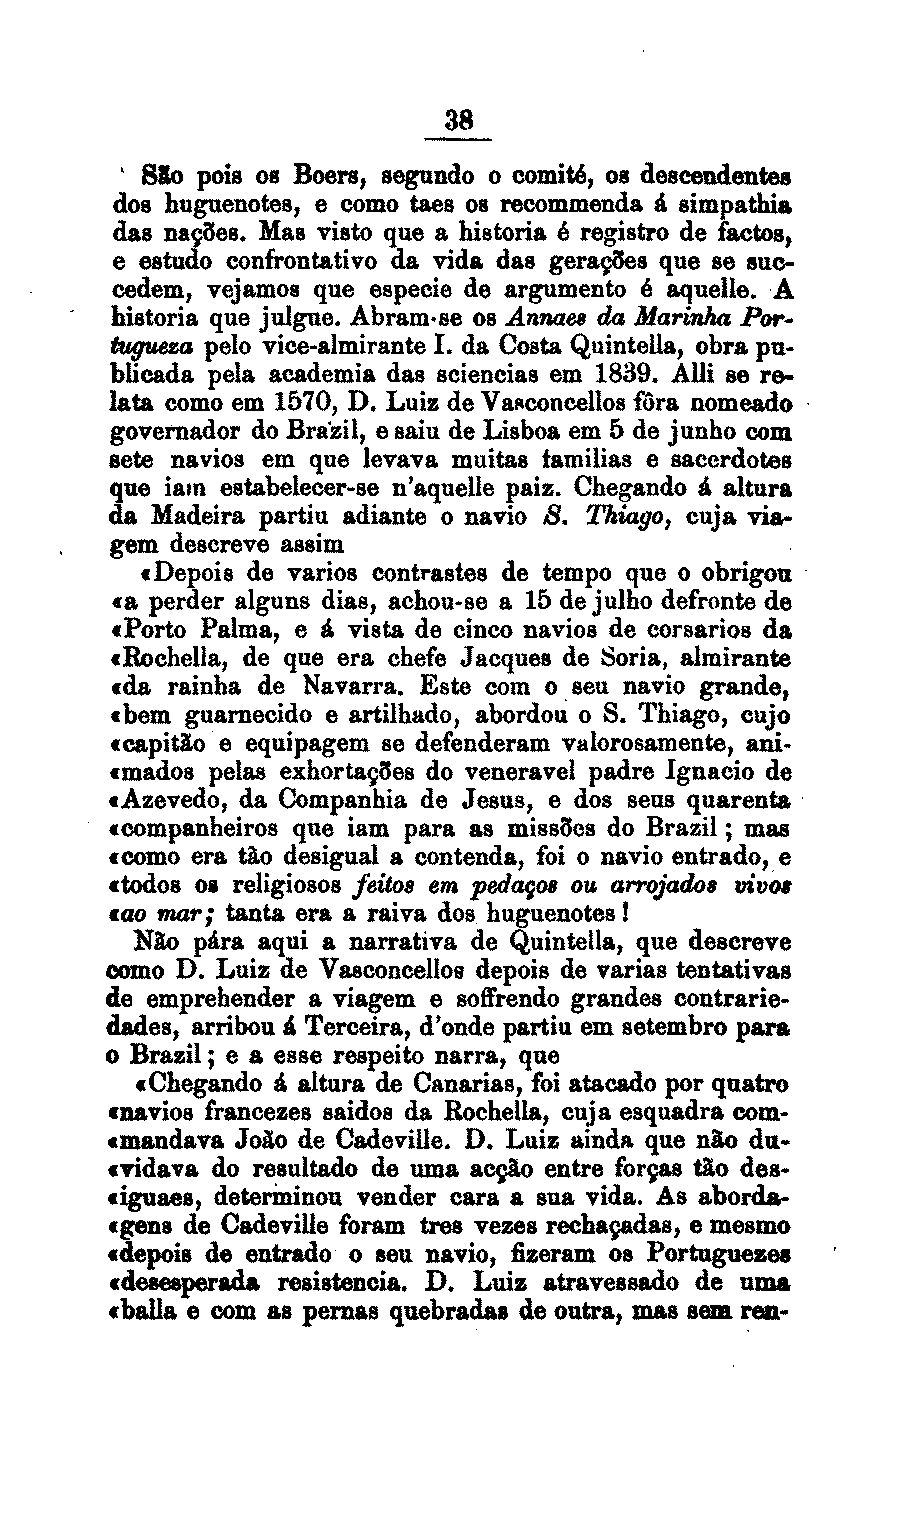 38
São pois os Boers, segundo o comité, os descendentes
dos huguenotes, e como taes os recommenda á simpathia
das nações. Mas visto que a historia é registro de factos,
e estudo confrontativo da vida das gerações que se suc-
cedem, vejamos que especie de argumento é aquelle. A
historia que julgue. Abram-se os Annaes da Marinha Por-
tugueza pelo vice-almirante I. da Costa Quintella, obra pu-
blicada pela academia das sciencias em 1839. Alli se re-
lata como em 1570, D. Luiz de Vasconcellos fôra nomeado
governador do Brazil, e saiu de Lisboa em 5 de junho com
sete navios em que levava muitas familias e sacerdotes
que iam estabelecer-se n'aquelle paiz. Chegando á altura
da Madeira partiu adiante o navio S. Thiago, cuja via-
gem descreve assim
«Depois de varios contrastes de tempo que o obrigou
«a perder alguns dias, achou-se a 15 de julho defronte de
«Porto Palma, e á vista de cinco navios de corsarios da
«Rochella, de que era chefe Jacques de Soria, almirante
«da rainha de Navarra. Este com o seu navio grande,
«bem guarnecido e artilhado, abordou o S. Thiago, cujo
«capitão e equipagem se defenderam valorosamente, ani-
«mados pelas exhortações do veneravel padre Ignacio de
«Azevedo, da Companhia de Jesus, e dos seus quarenta
«companheiros que iam para as missões do Brazil; mas
«como era tão desigual a contenda, foi o navio entrado, e
«todos os religiosos feitos em pedaços ou arrojados vivos
«ao mar; tanta era a raiva dos huguenotes!
Não pára aqui a narrativa de Quintella, que descreve
como D. Luiz de Vasconcellos depois de varias tentativas
de emprehender a viagem e soffrendo grandes contrarie-
dades, arribou á Terceira, d'onde partiu em setembro para
o Brazil; e a esse respeito narra, que
«Chegando á altura de Canarias, foi atacado por quatro
«navios francezes saidos da Rochella, cuja esquadra com-
«mandava João de Cadeville. D. Luiz ainda que não du-
«vidava do resultado de uma acção entre forças tão des-
«iguaes, determinou vender cara a sua vida. As aborda-
«gens de Cadeville foram tres vezes rechaçadas, e mesmo
«depois de entrado o seu navio, fizeram os Portuguezes
«desesperada resistencia. D. Luiz atravessado de uma
«balla e com as pernas quebradas de outra, mas sem ren-